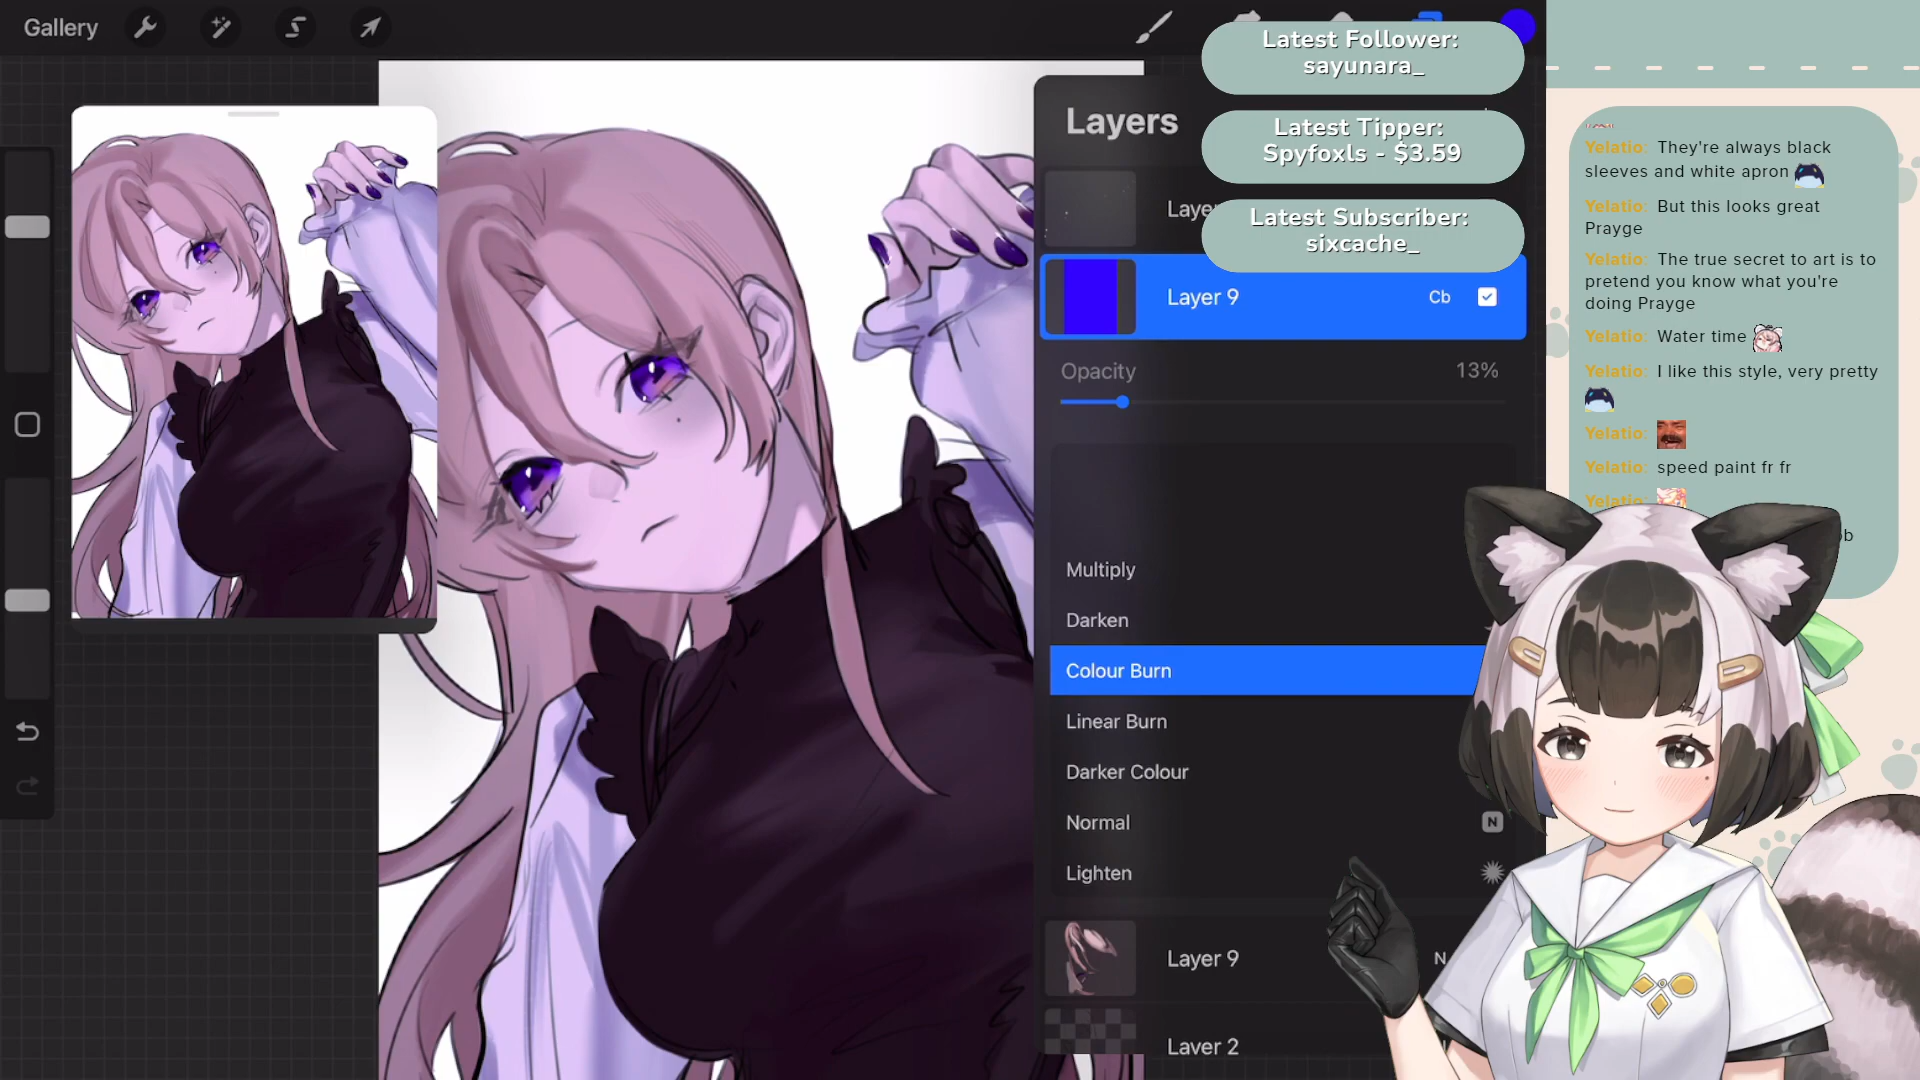 Gallery
Latest Follower:
sayunara_
Latest Tipper:
Spyfoxls - $3.59
Latest Subscriber:
sixcache_
Layers
Layer 9
Cb
Opacity
13%
Multiply
Darken
Colour Burn
Linear Burn
Darker Colour
Normal
N
Lighten
Layer 9
N
Layer 2
Yelatio: They're always black
sleeves and white apron
Yelatio: But this looks great
Prayge
Yelatio: The true secret to art is to
pretend you know what you're
doing Prayge
Yelatio: Water time
Yelatio: I like this style, very pretty
Yelatio:
Yelatio: speed paint fr fr
Yelatio: